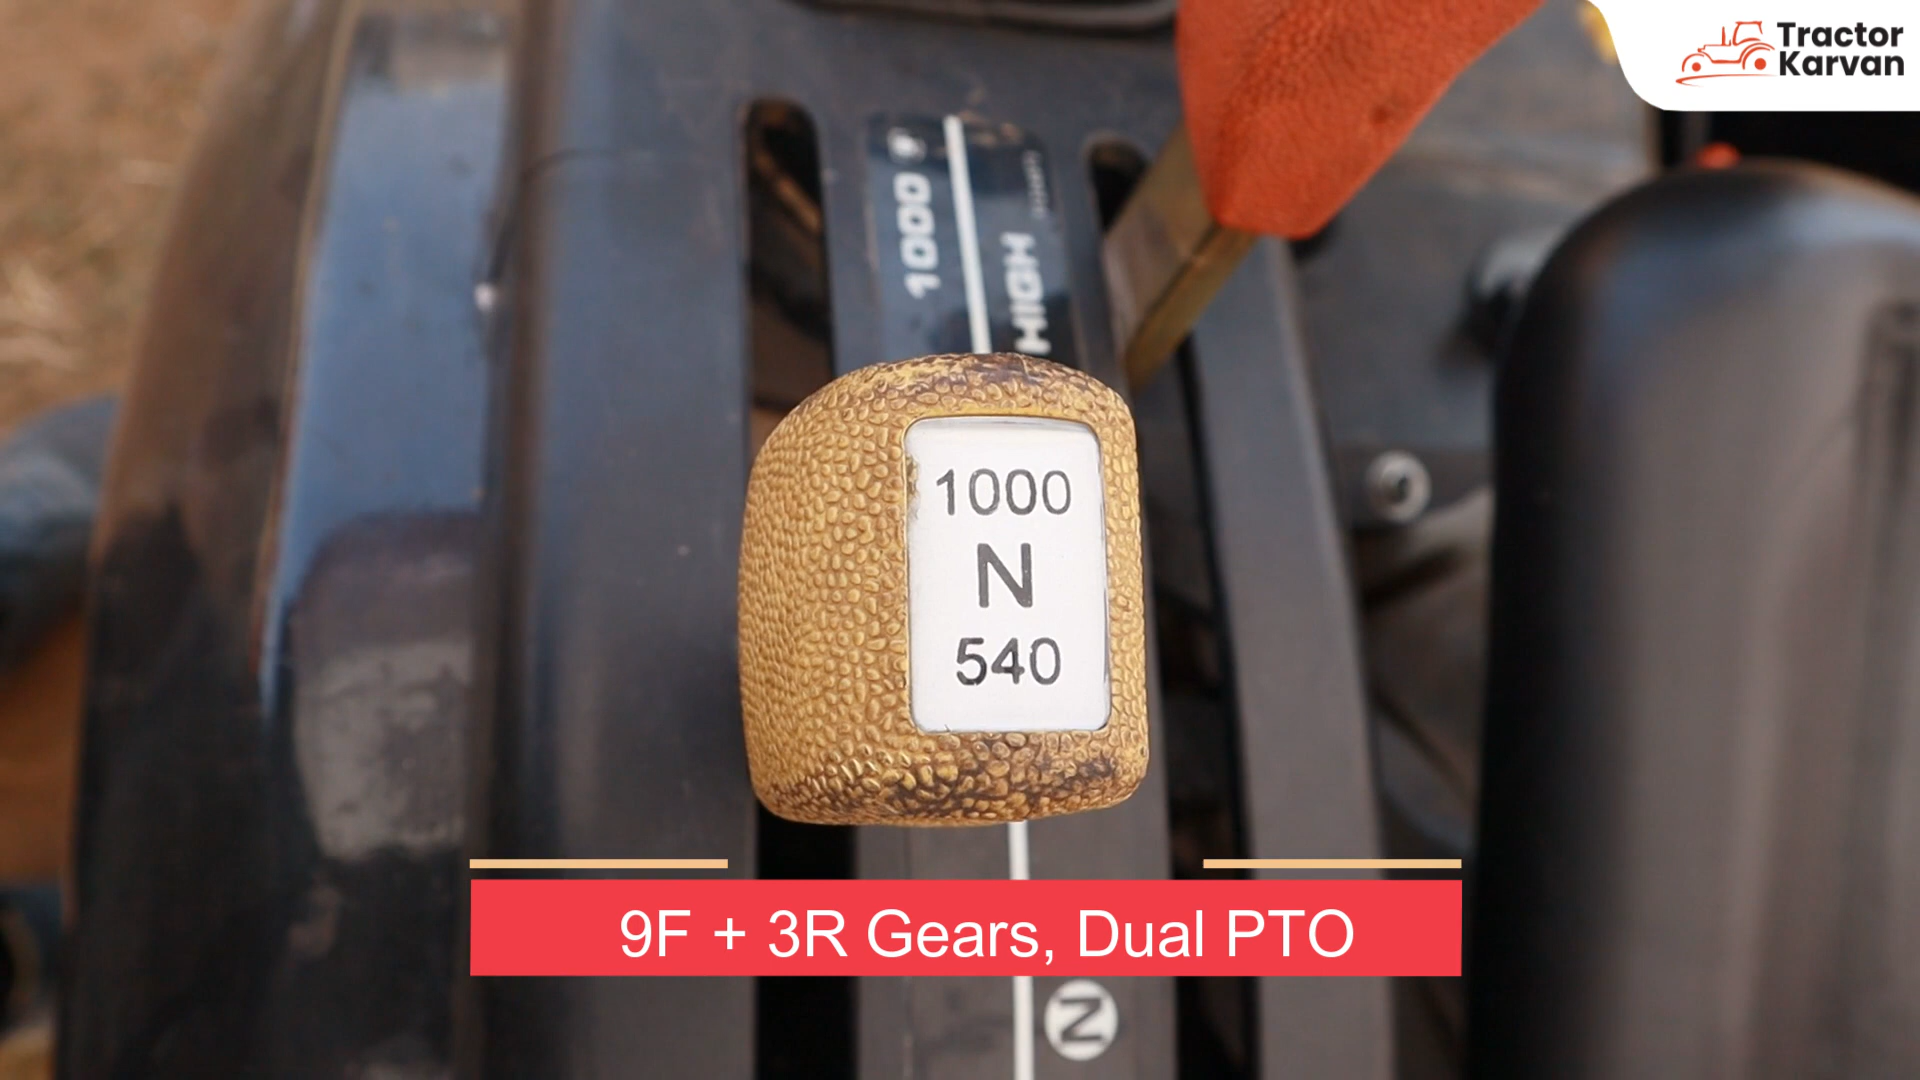 Tractor
Karvan
1000
HIGH
1000
N
540
9F + 3R Gears, Dual PTO
N